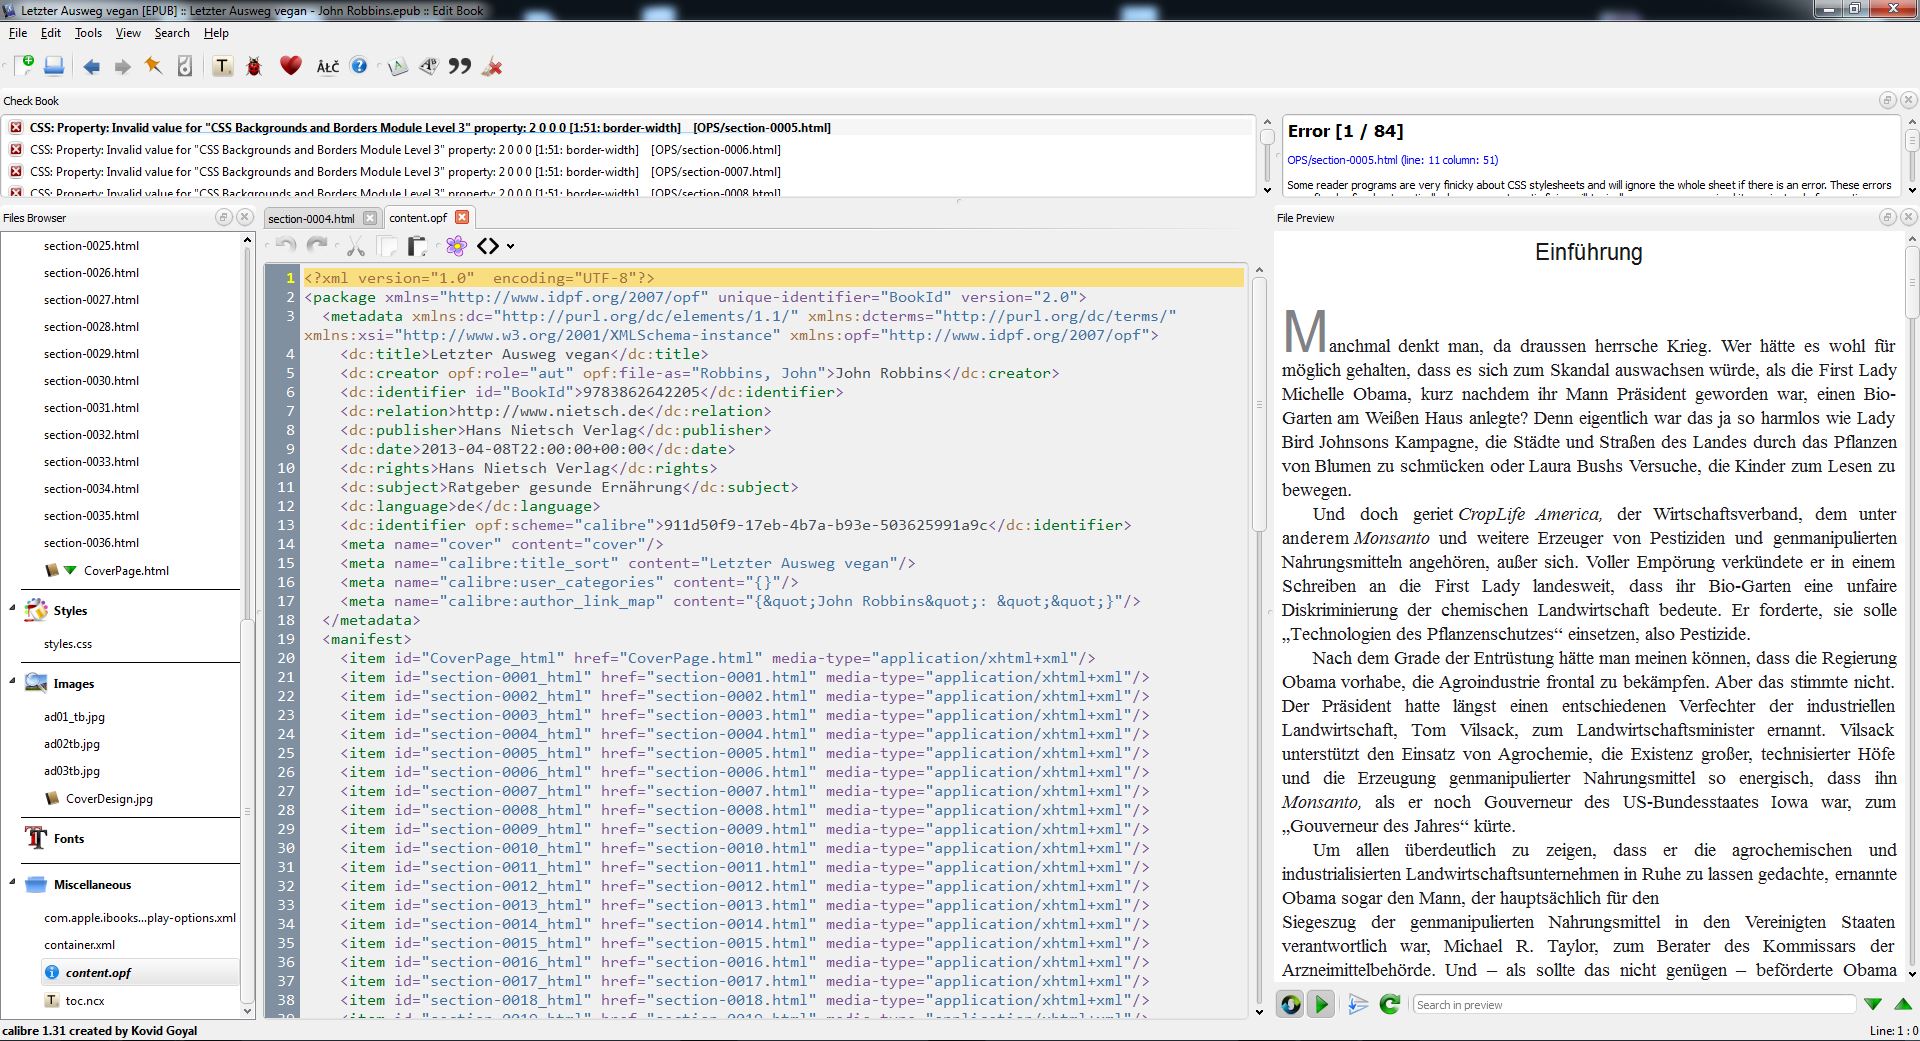 Letzter Ausweg vegan [EPUB] :: Letzter Ausweg vegan - John Robbins.epub :: Edit Book
File Edit Tools View Search Help
Check Book
CSS: Property: Invalid value for "CSS Backgrounds and Borders Module Level 3" property: 2 0 0 0 [1:51: border-width] [OPS/section-0005.html]
CSS: Property: Invalid value for "CSS Backgrounds and Borders Module Level 3" property: 2 0 0 0 [1:51: border-width] [OPS/section-0006.html]
CSS: Property: Invalid value for "CSS Backgrounds and Borders Module Level 3" property: 2 0 0 0 [1:51: border-width] [OPS/section-0007.html]
CSS: Property: Invalid value for "CSS Backgrounds and Borders Module Level 3" property: 2 0 0 0 [1:51: border-width] [OPS/section-0008.html]
Error [1 / 84]
OPS/section-0005.html (line: 11 column: 51)
Some reader programs are very finicky about CSS stylesheets and will ignore the whole sheet if there is an error. These errors
Files Browser
section-0025.html
section-0026.html
section-0027.html
section-0028.html
section-0029.html
section-0030.html
section-0031.html
section-0032.html
section-0033.html
section-0034.html
section-0035.html
section-0036.html
CoverPage.html
Styles
styles.css
Images
ad01_tb.jpg
ad02tb.jpg
ad03tb.jpg
CoverDesign.jpg
Fonts
Miscellaneous
com.apple.ibooks...play-options.xml
container.xml
content.opf
toc.ncx
section-0004.html content.opf
1 <?xml version="1.0"  encoding="UTF-8"?>
2 <package xmlns="http://www.idpf.org/2007/opf" unique-identifier="BookId" version="2.0">
3 <metadata xmlns:dc="http://purl.org/dc/elements/1.1/" xmlns:dcterms="http://purl.org/dc/terms/"
xmlns:xsi="http://www.w3.org/2001/XMLSchema-instance" xmlns:opf="http://www.idpf.org/2007/opf">
4 <dc:title>Letzter Ausweg vegan</dc:title>
5 <dc:creator opf:role="aut" opf:file-as="Robbins, John">John Robbins</dc:creator>
6 <dc:identifier id="BookId">9783862642205</dc:identifier>
7 <dc:relation>http://www.nietsch.de</dc:relation>
8 <dc:publisher>Hans Nietsch Verlag</dc:publisher>
9 <dc:date>2013-04-08T22:00:00+00:00</dc:date>
10 <dc:rights>Hans Nietsch Verlag</dc:rights>
11 <dc:subject>Ratgeber gesunde Ernährung</dc:subject>
12 <dc:language>de</dc:language>
13 <dc:identifier opf:scheme="calibre">911d50f9-17eb-4b7a-b93e-503625991a9c</dc:identifier>
14 <meta name="cover" content="cover"/>
15 <meta name="calibre:title_sort" content="Letzter Ausweg vegan"/>
16 <meta name="calibre:user_categories" content="{}"/>
17 <meta name="calibre:author_link_map" content="{&quot;John Robbins&quot;: &quot;&quot;}"/>
18 </metadata>
19 <manifest>
20 <item id="CoverPage_html" href="CoverPage.html" media-type="application/xhtml+xml"/>
21 <item id="section-0001_html" href="section-0001.html" media-type="application/xhtml+xml"/>
22 <item id="section-0002_html" href="section-0002.html" media-type="application/xhtml+xml"/>
23 <item id="section-0003_html" href="section-0003.html" media-type="application/xhtml+xml"/>
24 <item id="section-0004_html" href="section-0004.html" media-type="application/xhtml+xml"/>
25 <item id="section-0005_html" href="section-0005.html" media-type="application/xhtml+xml"/>
26 <item id="section-0006_html" href="section-0006.html" media-type="application/xhtml+xml"/>
27 <item id="section-0007_html" href="section-0007.html" media-type="application/xhtml+xml"/>
28 <item id="section-0008_html" href="section-0008.html" media-type="application/xhtml+xml"/>
29 <item id="section-0009_html" href="section-0009.html" media-type="application/xhtml+xml"/>
30 <item id="section-0010_html" href="section-0010.html" media-type="application/xhtml+xml"/>
31 <item id="section-0011_html" href="section-0011.html" media-type="application/xhtml+xml"/>
32 <item id="section-0012_html" href="section-0012.html" media-type="application/xhtml+xml"/>
33 <item id="section-0013_html" href="section-0013.html" media-type="application/xhtml+xml"/>
34 <item id="section-0014_html" href="section-0014.html" media-type="application/xhtml+xml"/>
35 <item id="section-0015_html" href="section-0015.html" media-type="application/xhtml+xml"/>
36 <item id="section-0016_html" href="section-0016.html" media-type="application/xhtml+xml"/>
37 <item id="section-0017_html" href="section-0017.html" media-type="application/xhtml+xml"/>
38 <item id="section-0018_html" href="section-0018.html" media-type="application/xhtml+xml"/>
File Preview
Einführung
Manchmal denkt man, da draussen herrsche Krieg. Wer hätte es wohl für
möglich gehalten, dass es sich zum Skandal auswachsen würde, als die First Lady
Michelle Obama, kurz nachdem ihr Mann Präsident geworden war, einen Bio-
Garten am Weißen Haus anlegte? Denn eigentlich war das ja so harmlos wie Lady
Bird Johnsons Kampagne, die Städte und Straßen des Landes durch das Pflanzen
von Blumen zu schmücken oder Laura Bushs Versuche, die Kinder zum Lesen zu
bewegen.
Und doch geriet CropLife America, der Wirtschaftsverband, dem unter
anderem Monsanto und weitere Erzeuger von Pestiziden und genmanipulierten
Nahrungsmitteln angehören, außer sich. Voller Empörung verkündete er in einem
Schreiben an die First Lady landesweit, dass ihr Bio-Garten eine unfaire
Diskriminierung der chemischen Landwirtschaft bedeute. Er forderte, sie solle
„Technologien des Pflanzenschutzes“ einsetzen, also Pestizide.
Nach dem Grade der Entrüstung hätte man meinen können, dass die Regierung
Obama vorhabe, die Agroindustrie frontal zu bekämpfen. Aber das stimmte nicht.
Der Präsident hatte längst einen entschiedenen Verfechter der industriellen
Landwirtschaft, Tom Vilsack, zum Landwirtschaftsminister ernannt. Vilsack
unterstützt den Einsatz von Agrochemie, die Existenz großer, technisierter Höfe
und die Erzeugung genmanipulierter Nahrungsmittel so energisch, dass ihn
Monsanto, als er noch Gouverneur des US-Bundesstaates Iowa war, zum
„Gouverneur des Jahres“ kürte.
Um allen überdeutlich zu zeigen, dass er die agrochemischen und
industrialisierten Landwirtschaftsunternehmen in Ruhe zu lassen gedachte, ernannte
Obama sogar den Mann, der hauptsächlich für den
Siegeszug der genmanipulierten Nahrungsmittel in den Vereinigten Staaten
verantwortlich war, Michael R. Taylor, zum Berater des Kommissars der
Arzneimittelbehörde. Und – als sollte das nicht genügen – beförderte Obama
Search in preview
calibre 1.31 created by Kovid Goyal
Line: 1 : 0